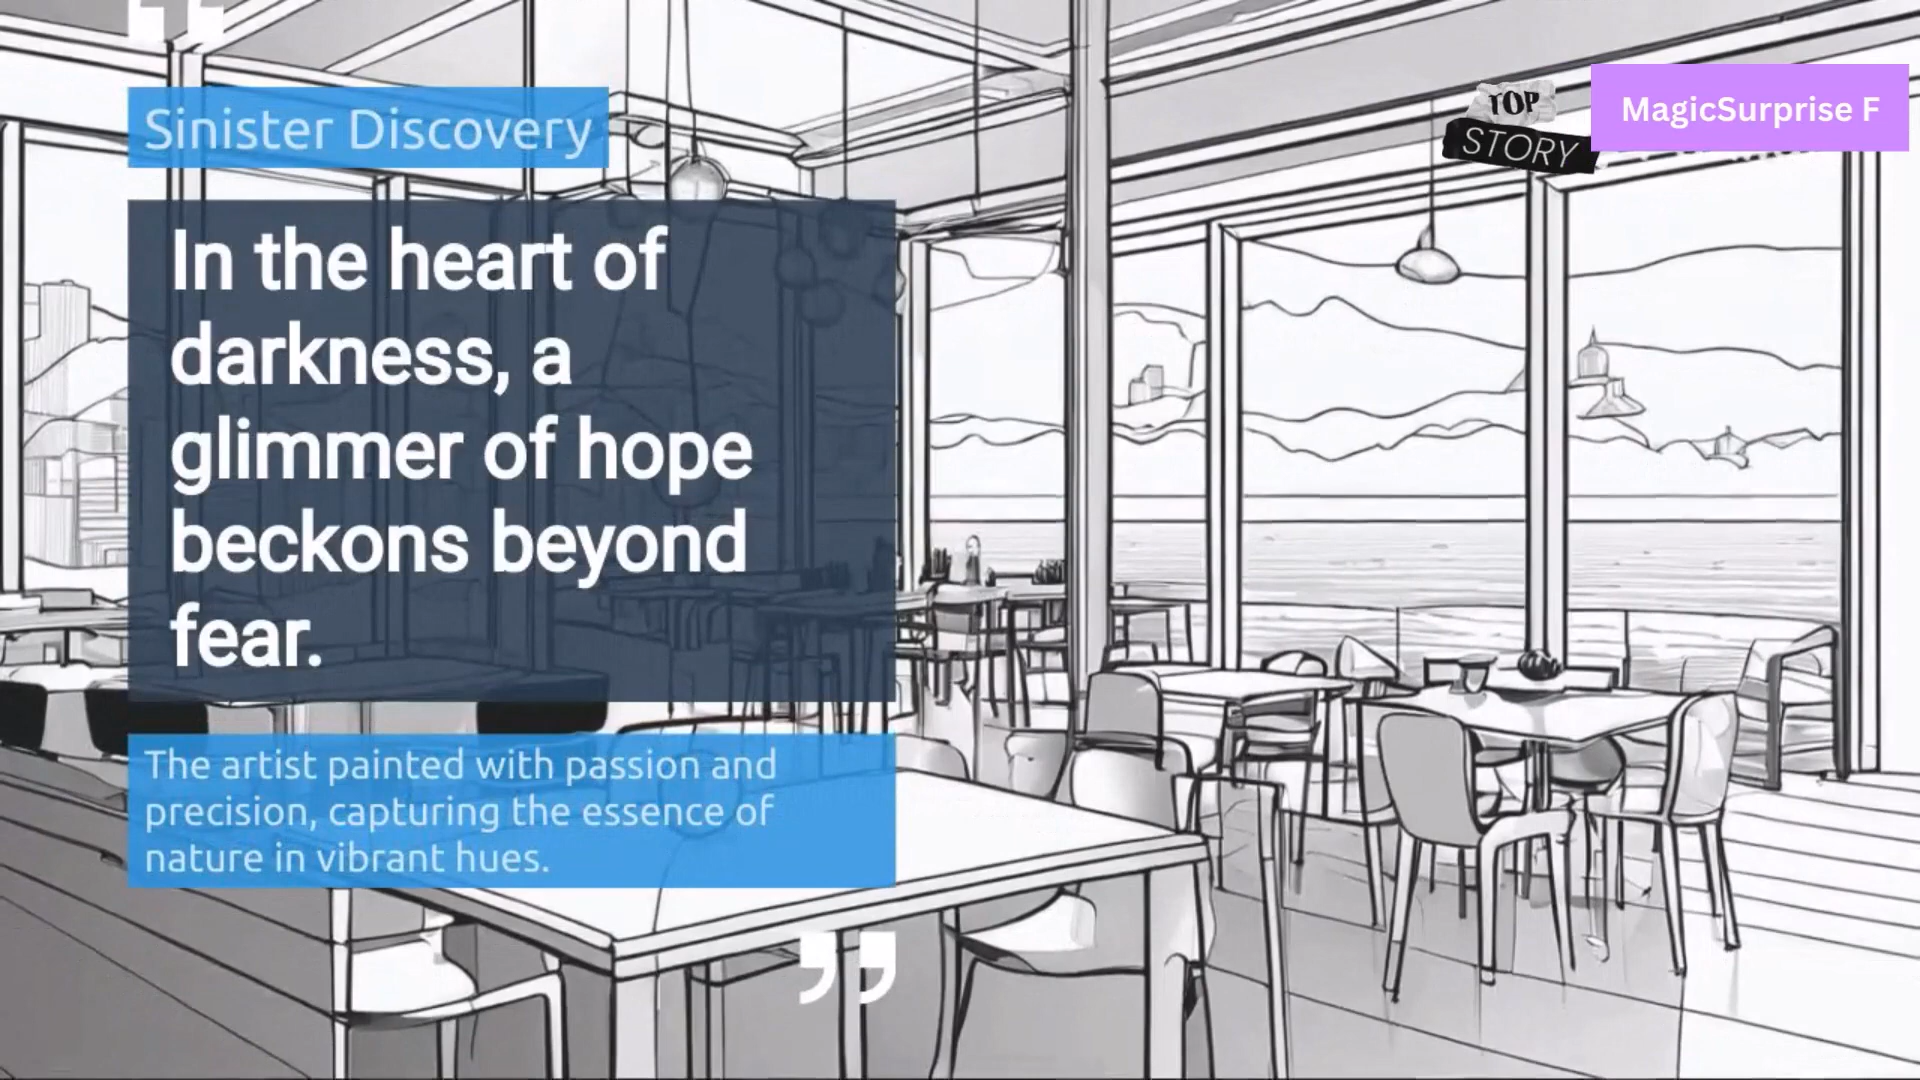 Sinister Discovery
In the heart of
darkness, a
glimmer of hope
beckons beyond
fear.
The artist painted with passion and
precision, capturing the essence of
nature in vibrant hues.
TOP
STORY
MagicSurprise F